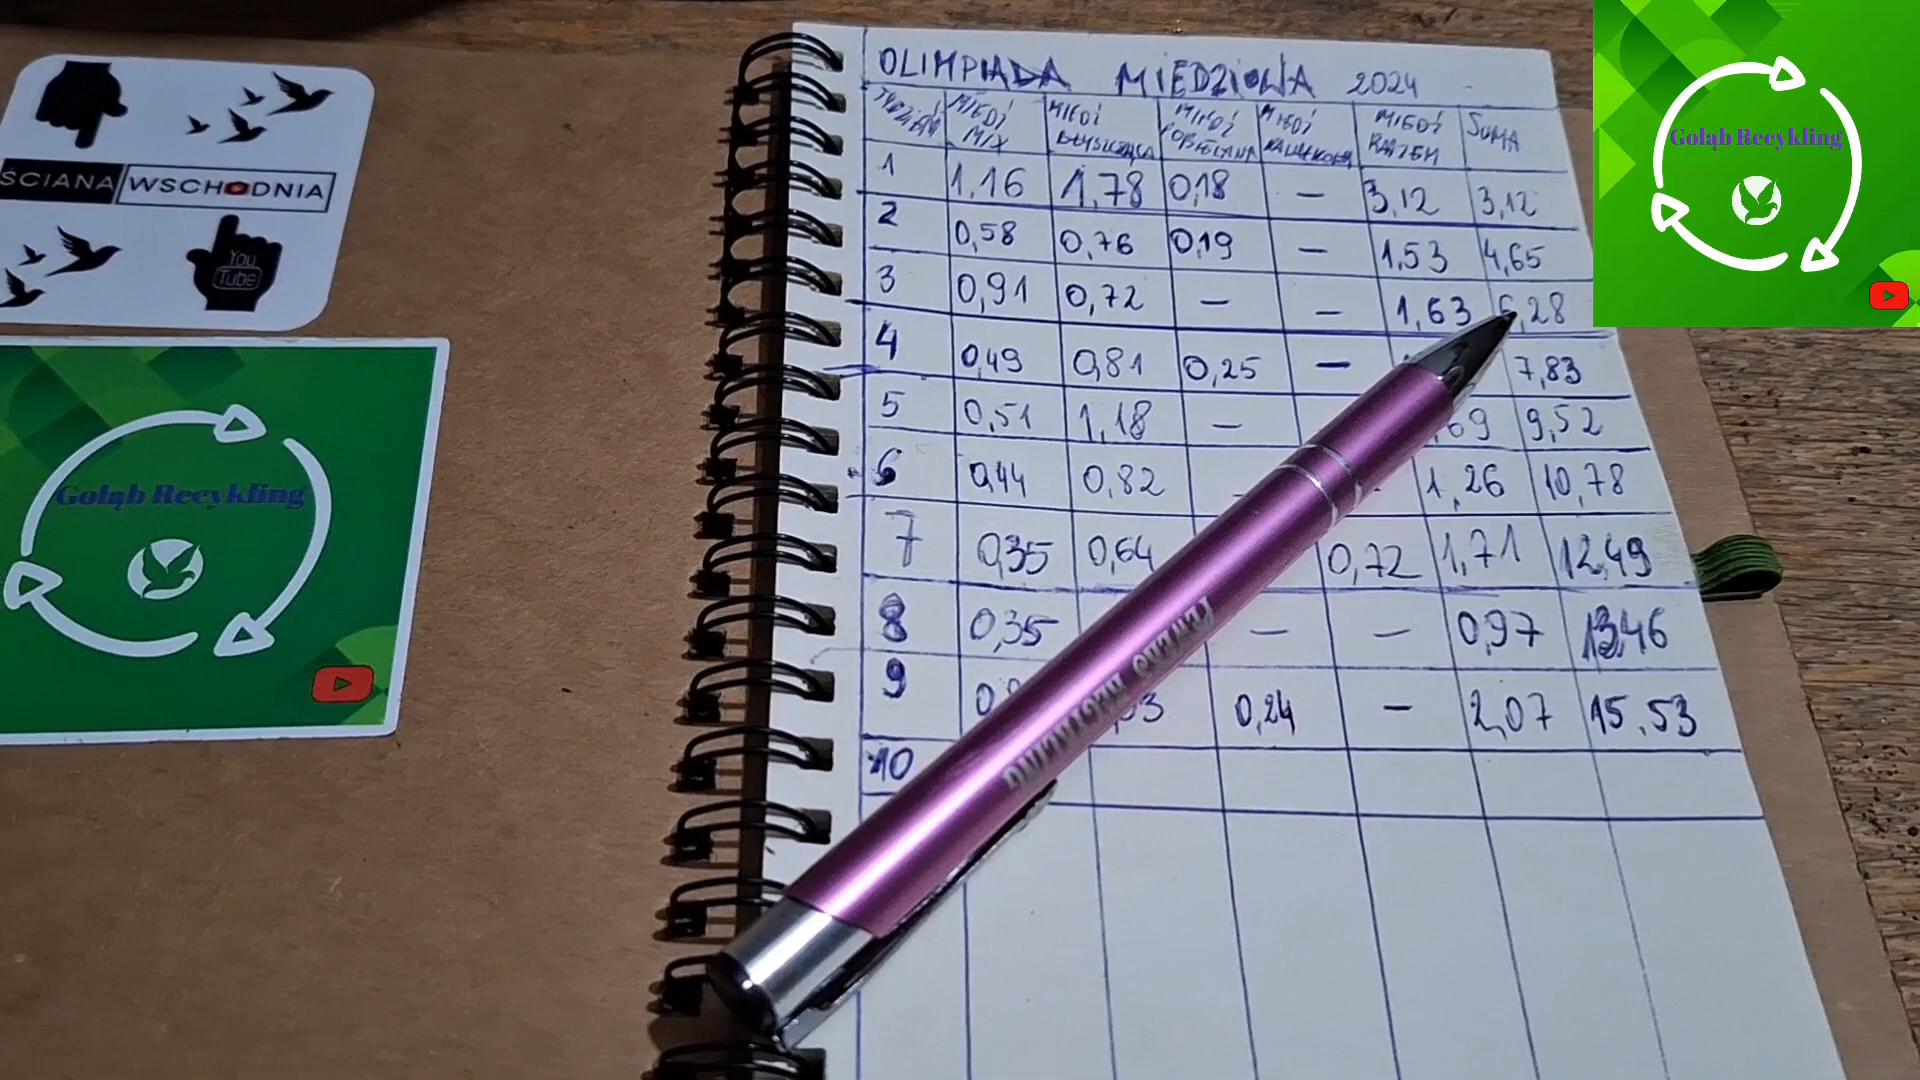 SCIANA WSCHODNIA
You
Tube
Gołąb Recykling
OLIMPIADA MIEDZIOWA 2024
TYDZIEŃ MIEDŹ MIX MIEDŹ BŁYSZCZĄCA MIEDŹ POBIELANA MIEDŹ MIEDŹ RAZEM SUMA
1 1,16 1,78 0,18 — 3,12 3,12
2 0,58 0,76 0,19 — 1,53 4,65
3 0,91 0,72 — — 1,63 6,28
4 0,49 0,81 0,25 — 7,83
5 0,51 1,18 — 9,52
6 0,44 0,82 1,26 10,78
7 0,35 0,64 0,72 1,71 12,49
8 0,35 — — 0,97 13,46
9 0,24 — 2,07 15,53
10
Gołąb Recykling